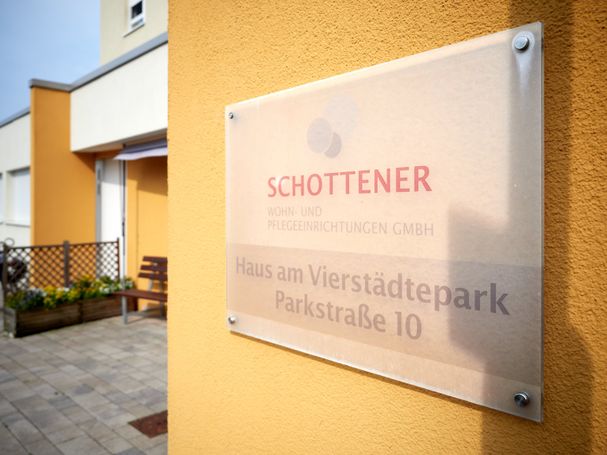 SCHOTTENER
WOHN- UND
PFLEGEEINRICHTUNGEN GMBH
Haus am Vierstädtepark
Parkstraße 10